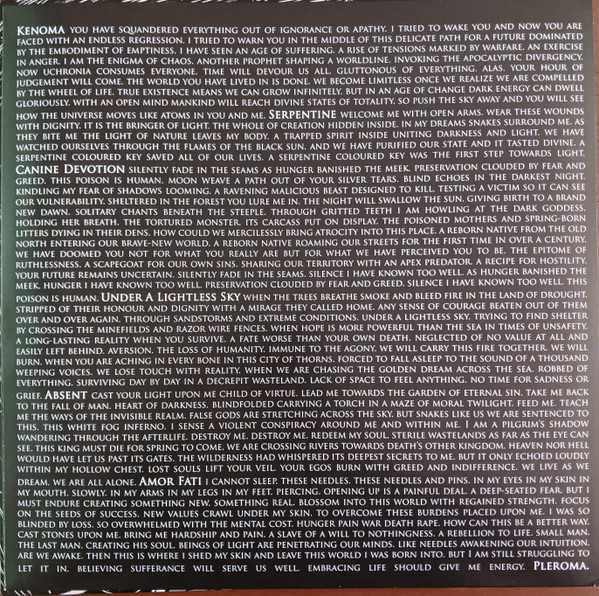 KENOMA YOU HAVE SQUANDERED EVERYTHING OUT OF IGNORANCE OR APATHY. I TRIED TO WAKE YOU AND NOW YOU ARE
FACED WITH AN ENDLESS REGRESSION. I TRIED TO WARN YOU IN THE MIDDLE OF THIS DELICATE PATH FOR A FUTURE DOMINATED
BY THE EMBODIMENT OF EMPTINESS. I HAVE SEEN AN AGE OF SUFFERING. A RISE OF TENSIONS MARKED BY WARFARE. AN EXERCISE
IN ANGER. I AM THE ENIGMA OF CHAOS. ANOTHER PROPHET SHAPING A WORLDLINE. INVOKING THE APOCALYPTIC DIVERGENCY.
NOW UCHRONIA CONSUMES EVERYONE. TIME WILL DEVOUR US ALL. GLUTTONOUS OF EVERYTHING. ALAS. YOUR HOUR OF
JUDGEMENT WILL COME. THE WORLD YOU HAVE LIVED IN IS DONE. WE BECOME LIMITLESS ONCE WE REALIZE WE ARE COMPELLED
BY THE WHEEL OF LIFE. TRUE EXISTENCE MEANS WE CAN GROW INFINITELY. BUT IN AN AGE OF CHANGE DARK ENERGY CAN DWELL
GLORIOUSLY. WITH AN OPEN MIND MANKIND WILL REACH DIVINE STATES OF TOTALITY. SO PUSH THE SKY AWAY AND YOU WILL SEE
HOW THE UNIVERSE MOVES LIKE ATOMS IN YOU AND ME. SERPENTINE WELCOME ME WITH OPEN ARMS. WEAR THESE WOUNDS
WITH DIGNITY. IT IS THE BRINGER OF LIGHT. THE WHOLE OF CREATION HIDDEN INSIDE. IN MY DREAMS SNAKES SURROUND ME. AS
THEY BITE ME THE LIGHT OF NATURE LEAVES MY BODY. A TRAPPED SPIRIT INSIDE UNITING DARKNESS AND LIGHT. WE HAVE
WATCHED OURSELVES THROUGH THE FLAMES OF THE BLACK SUN. AND WE HAVE PURIFIED OUR STATE AND IT TASTED DIVINE. A
SERPENTINE COLOURED KEY SAVED ALL OF OUR LIVES. A SERPENTINE COLOURED KEY WAS THE FIRST STEP TOWARDS LIGHT.
CANINE DEVOTION SILENTLY FADE IN THE SEAMS AS HUNGER BANISHED THE MEEK. PRESERVATION CLOUDED BY FEAR AND
GREED. THIS POISON IS HUMAN. MOON WEAVE A PATH OUT OF YOUR SILVER TEARS. BLIND ECHOES IN THE DARKEST NIGHT.
KINDLING MY FEAR OF SHADOWS LOOMING. A RAVENING MALICIOUS BEAST DESIGNED TO KILL. TESTING A VICTIM SO IT CAN SEE
OUR VULNERABILITY. SHELTERED IN THE FOREST YOU LURE ME IN. THE NIGHT WILL SWALLOW THE SUN. GIVING BIRTH TO A BRAND
NEW DAWN. SOLITARY CHANTS BENEATH THE STEEPLE. THROUGH GRITTED TEETH I AM HOWLING AT THE DARK GODDESS.
HOLDING HER BREATH. THE TORTURED MONSTER. ITS CARCASS PUT ON DISPLAY. THE POISONED MOTHERS AND SPRING-BORN
LITTERS DYING IN THEIR DENS. HOW COULD WE MERCILESSLY BRING ATROCITY INTO THIS PLACE. A REBORN NATIVE FROM THE OLD
NORTH ENTERING OUR BRAVE-NEW WORLD. A REBORN NATIVE ROAMING OUR STREETS FOR THE FIRST TIME IN OVER A CENTURY.
WE HAVE DOOMED YOU NOT FOR WHAT YOU REALLY ARE BUT FOR WHAT WE HAVE PERCEIVED YOU TO BE. THE EPITOME OF
RUTHLESSNESS. A SCAPEGOAT FOR OUR OWN SINS. SHARING OUR TERRITORY WITH AN APEX PREDATOR. A RECIPE FOR HOSTILITY.
YOUR FUTURE REMAINS UNCERTAIN. SILENTLY FADE IN THE SEAMS. SILENCE I HAVE KNOWN TOO WELL. AS HUNGER BANISHED THE
MEEK. HUNGER I HAVE KNOWN TOO WELL. PRESERVATION CLOUDED BY FEAR AND GREED. SILENCE I HAVE KNOWN TOO WELL. THIS
POISON IS HUMAN. UNDER A LIGHTLESS SKY WHEN THE TREES BREATHE SMOKE AND BLEED FIRE IN THE LAND OF DROUGHT.
STRIPPED OF THEIR HONOUR AND DIGNITY WITH A MIRAGE THEY CALLED HOME. ANY SENSE OF COURAGE BEATEN OUT OF THEM
OVER AND OVER AGAIN. THROUGH SANDSTORMS AND EXTREME CONDITIONS. UNDER A LIGHTLESS SKY. TRYING TO FIND SHELTER
BY CROSSING THE MINEFIELDS AND RAZOR WIRE FENCES. WHEN HOPE IS MORE POWERFUL THAN THE SEA IN TIMES OF UNSAFETY.
A LONG-LASTING REALITY WHEN YOU SURVIVE. A FATE WORSE THAN YOUR OWN DEATH. NEGLECTED OF NO VALUE AT ALL AND
EASILY LEFT BEHIND. AVERSION. THE LOSS OF HUMANITY. IMMUNE TO THE AGONY. WE WILL CARRY THIS FIRE TOGETHER. WE WILL
BURN. WHEN YOU ARE ACHING IN EVERY BONE IN THIS CITY OF THORNS. FORCED TO FALL ASLEEP TO THE SOUND OF A THOUSAND
WEEPING VOICES. WE LOSE TOUCH WITH REALITY. WHEN WE ARE CHASING THE GOLDEN DREAM ACROSS THE SEA. ROBBED OF
EVERYTHING. SURVIVING DAY BY DAY IN A DECREPIT WASTELAND. LACK OF SPACE TO FEEL ANYTHING. NO TIME FOR SADNESS OR
GRIEF. ABSENT CAST YOUR LIGHT UPON ME CHILD OF VIRTUE. LEAD ME TOWARDS THE GARDEN OF ETERNAL SIN. TAKE ME BACK
TO THE FALL OF MAN. HEART OF DARKNESS. BLINDFOLDED CARRYING A TORCH IN A MAZE OF MORAL TWILIGHT. FEED ME. TEACH
ME THE WAYS OF THE INVISIBLE REALM. FALSE GODS ARE STRETCHING ACROSS THE SKY. BUT SNAKES LIKE US WE ARE SENTENCED TO
THIS. THIS WHITE FOG INFERNO. I SENSE A VIOLENT CONSPIRACY AROUND ME AND WITHIN ME. I AM A PILGRIM'S SHADOW
WANDERING THROUGH THE AFTERLIFE. DESTROY ME. DESTROY ME. REDEEM MY SOUL. STERILE WASTELANDS AS FAR AS THE EYE CAN
SEE. THIS KING MUST DIE FOR SPRING TO COME. WE ARE CROSSING RIVERS TOWARDS DEATH'S OTHER KINGDOM. HEAVEN NOR HELL
WOULD HAVE LET US PAST ITS GATES. THE WILDERNESS HAD WHISPERED ITS DEEPEST SECRETS TO ME. BUT IT ONLY ECHOED LOUDLY
WITHIN MY HOLLOW CHEST. LOST SOULS LIFT YOUR VEIL. YOUR EGOS BURN WITH GREED AND INDIFFERENCE. WE LIVE AS WE
DREAM. WE ARE ALL ALONE. AMOR FATI I CANNOT SLEEP. THESE NEEDLES. THESE NEEDLES AND PINS. IN MY EYES IN MY SKIN IN
MY MOUTH. SLOWLY. IN MY ARMS IN MY LEGS IN MY FEET. PIERCING. OPENING UP IS A PAINFUL DEAL. A DEEP-SEATED FEAR. BUT I
MUST ENDURE CREATING SOMETHING NEW. SOMETHING REAL. BLOSSOM INTO THIS WORLD WITH REGAINED STRENGTH. FOCUS
ON THE SEEDS OF SUCCESS. NEW VALUES CRAWL UNDER MY SKIN. TO OVERCOME THESE BURDENS PLACED UPON ME. I WAS SO
BLINDED BY LOSS. SO OVERWHELMED WITH THE MENTAL COST. HUNGER PAIN WAR DEATH RAPE. HOW CAN THIS BE A BETTER WAY.
CAST STONES UPON ME. BRING ME HARDSHIP AND PAIN. A SLAVE OF A WILL TO NOTHINGNESS. A REBELLION TO LIFE. SMALL MAN.
THE LAST MAN. CREATING HIS SOUL. BEINGS OF LIGHT ARE PENETRATING OUR MINDS. LIKE NEEDLES AWAKENING OUR INTUITION.
ARE WE AWAKE. THEN THIS IS WHERE I SHED MY SKIN AND LEAVE THIS WORLD I WAS BORN INTO. BUT I AM STILL STRUGGLING TO
LET IT IN. BELIEVING SUFFERANCE WILL SERVE US WELL. EMBRACING LIFE SHOULD GIVE ME ENERGY. PLEROMA.